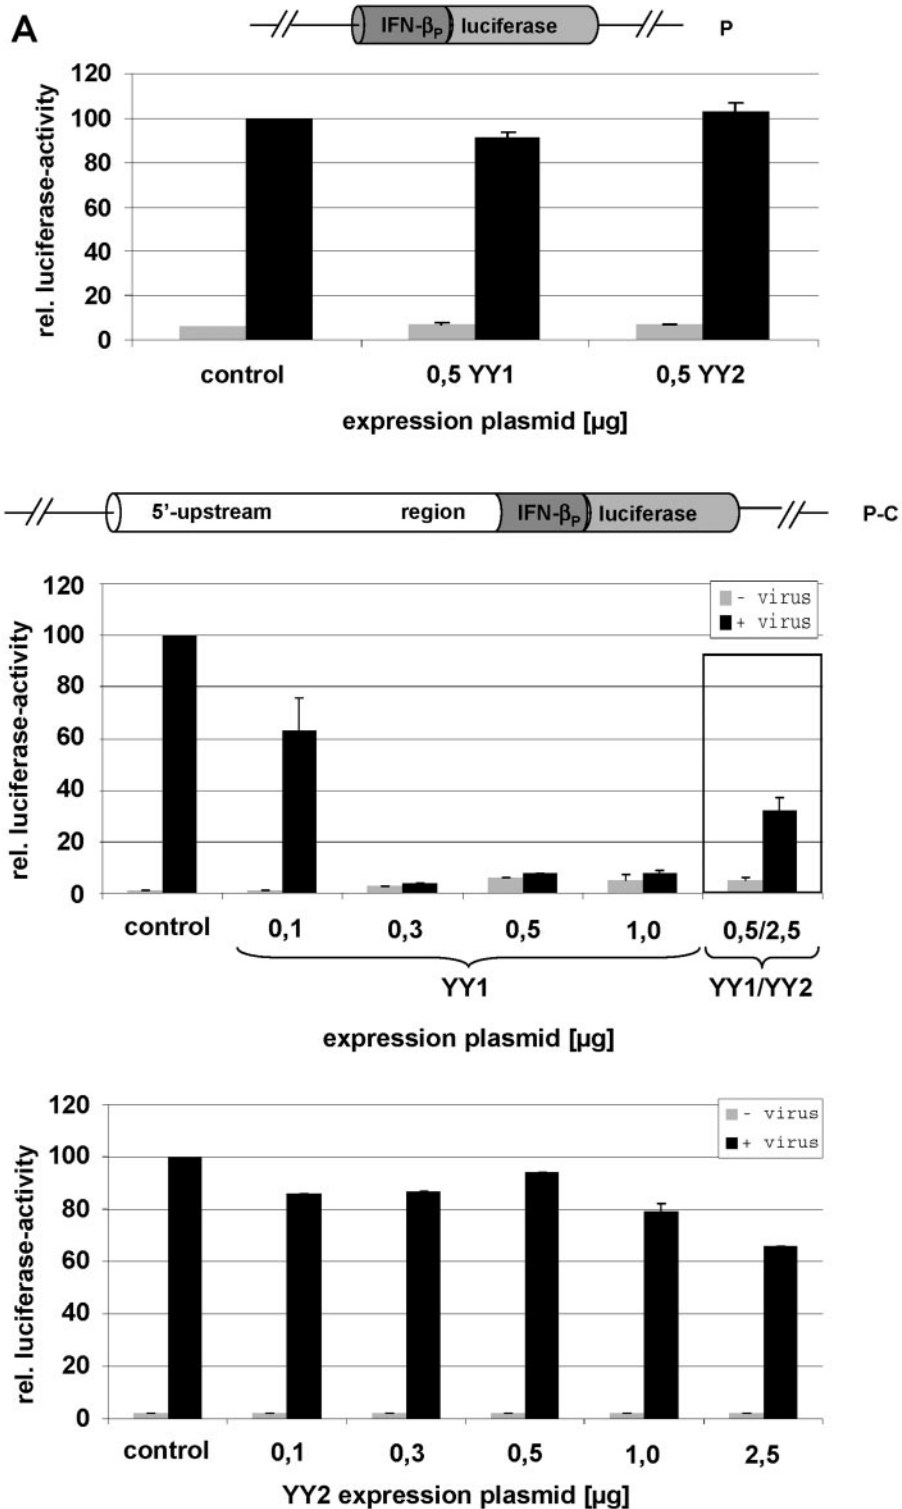 A
IFN-βP luciferase P
120
100
80
60
40
20
0
rel. luciferase-activity
control 0,5 YY1 0,5 YY2
expression plasmid [µg]
5'-upstream region IFN-βP luciferase P-C
120
100
80
60
40
20
0
rel. luciferase-activity
- virus
+ virus
control 0,1 0,3 0,5 1,0 0,5/2,5
YY1 YY1/YY2
expression plasmid [µg]
120
100
80
60
40
20
0
rel. luciferase-activity
- virus
+ virus
control 0,1 0,3 0,5 1,0 2,5
YY2 expression plasmid [µg]